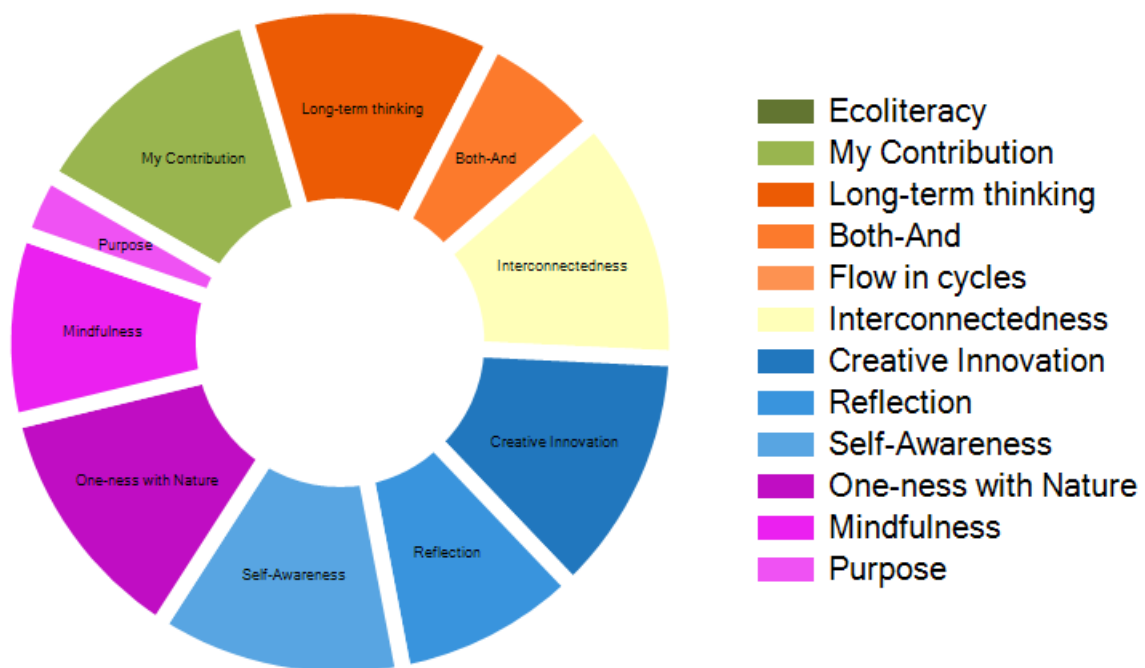 Long-term thinking
My Contribution
Both-And
Purpose
Interconnectedness
Mindfulness
Creative Innovation
One-ness with Nature
Reflection
Self-Awareness
Ecoliteracy
My Contribution
Long-term thinking
Both-And
Flow in cycles
Interconnectedness
Creative Innovation
Reflection
Self-Awareness
One-ness with Nature
Mindfulness
Purpose